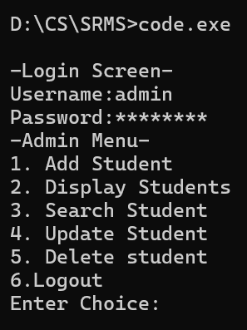 D:\CS\SRMS>code.exe
-Login Screen-
Username:admin
Password:********
-Admin Menu-
1. Add Student
2. Display Students
3. Search Student
4. Update Student
5. Delete student
6.Logout
Enter Choice: